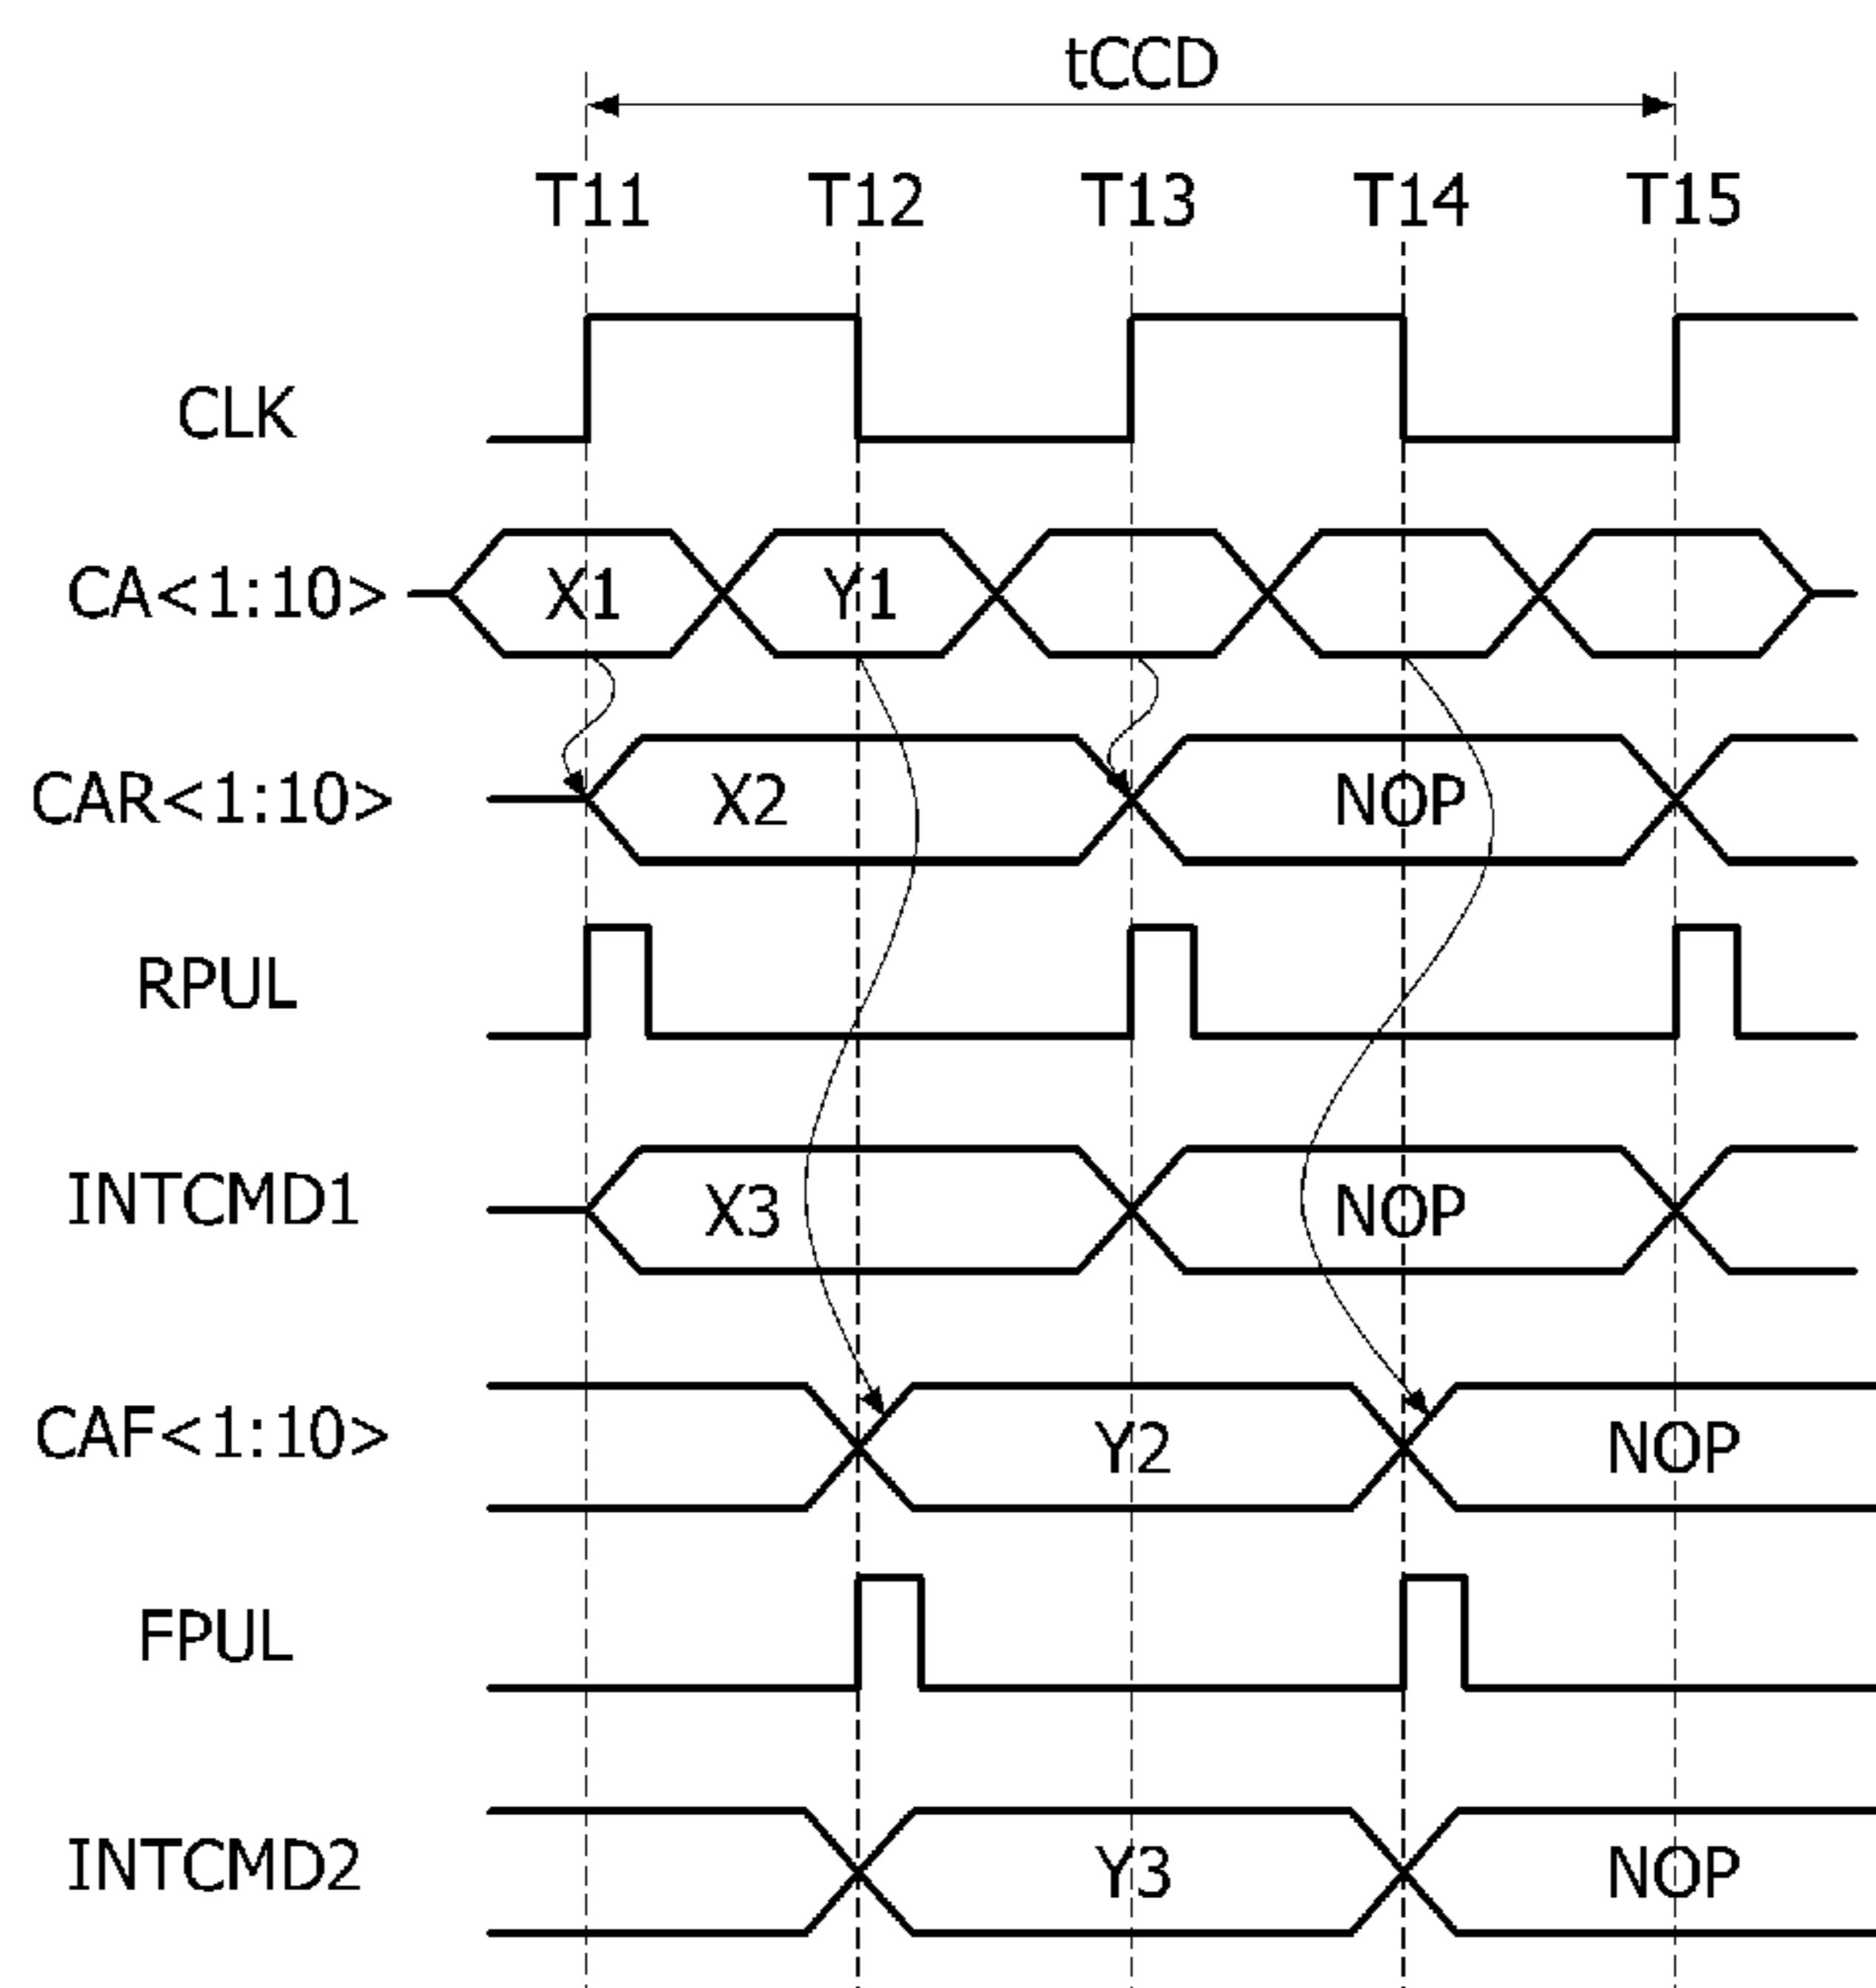 tCCD
T11 T12 T13 T14 T15
CLK
CA<1:10> X1 Y1
CAR<1:10> X2 NOP
RPUL
INTCMD1 X3 NOP
CAF<1:10> Y2 NOP
FPUL
INTCMD2 Y3 NOP